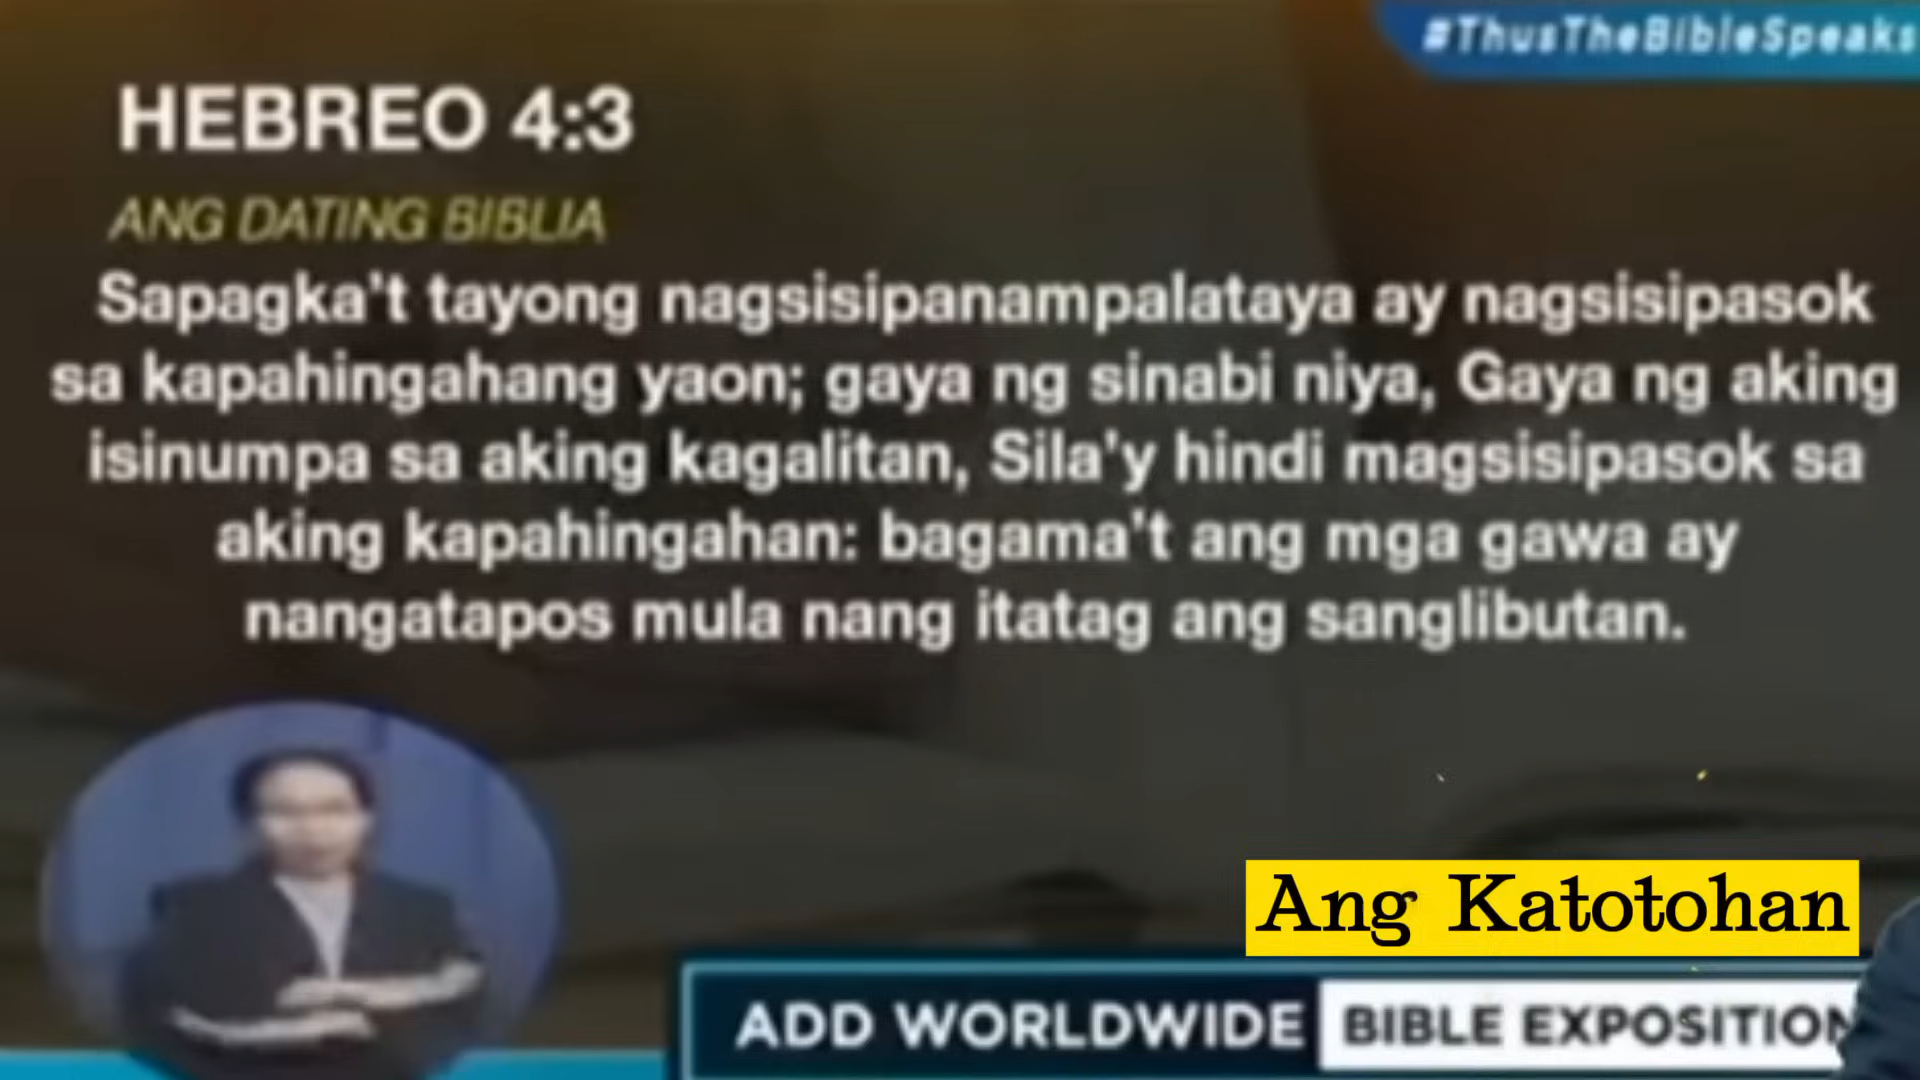 #ThusTheBibleSpeaks
HEBREO 4:3
ANG DATING BIBLIA
Sapagka't tayong nagsisipanampalataya ay nagsisipasok
sa kapahingahang yaon; gaya ng sinabi niya, Gaya ng aking
isinumpa sa aking kagalitan, Sila'y hindi magsisipasok sa
aking kapahingahan: bagama't ang mga gawa ay
nangatapos mula nang itatag ang sanglibutan.
Ang Katotohan
ADD WORLDWIDE BIBLE EXPOSITION